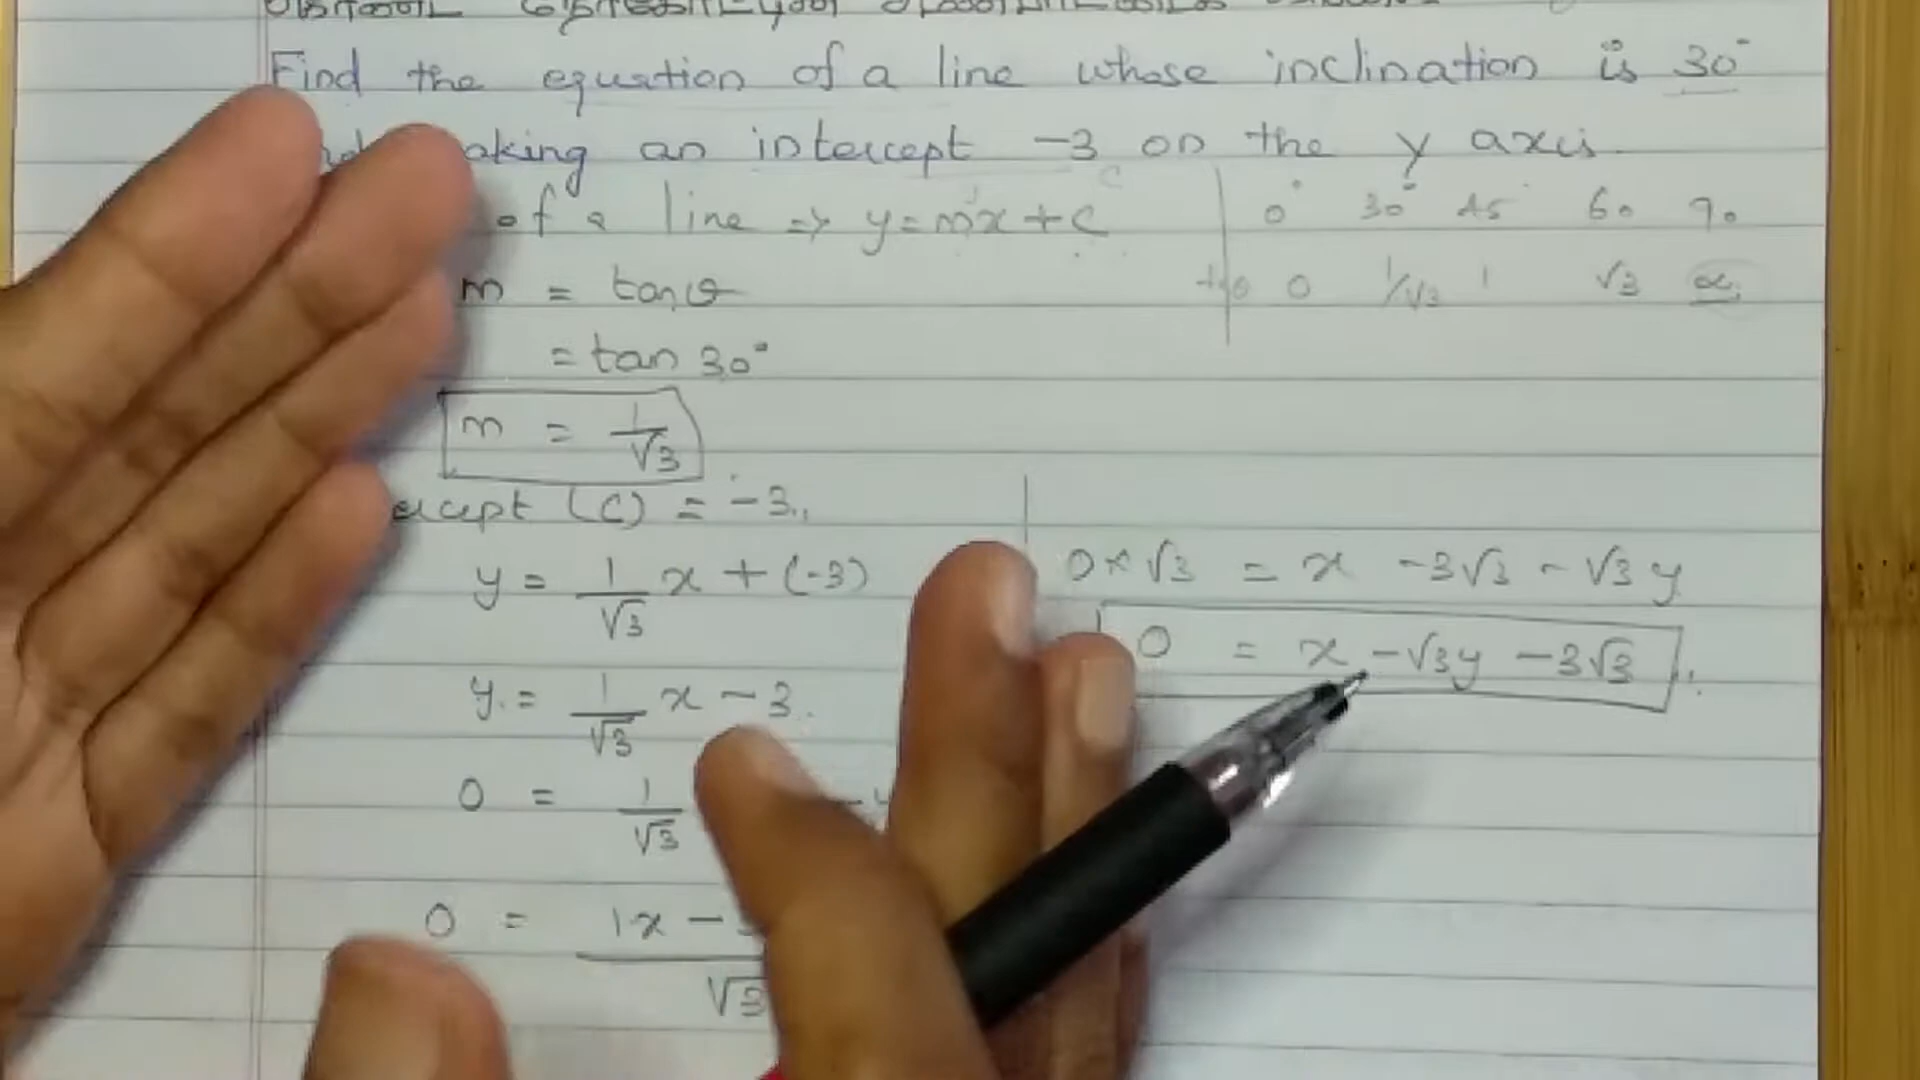 Find the equation of a line whose inclination is 30°
aking an intercept -3 on the y axis.
of a line => y = mx + c
m = tan θ
= tan 30°
m = 1/√3
ercept (C) = -3.,
y = 1/√3 x + (-3)
y. = 1/√3 x - 3.
0 = 1/√3
0 = 1x -
√3
0° 30° 45 60 90
0 1/√3 1 √3 ∞
0 × √3 = x - 3√3 - √3 y
0 = x - √3y - 3√3